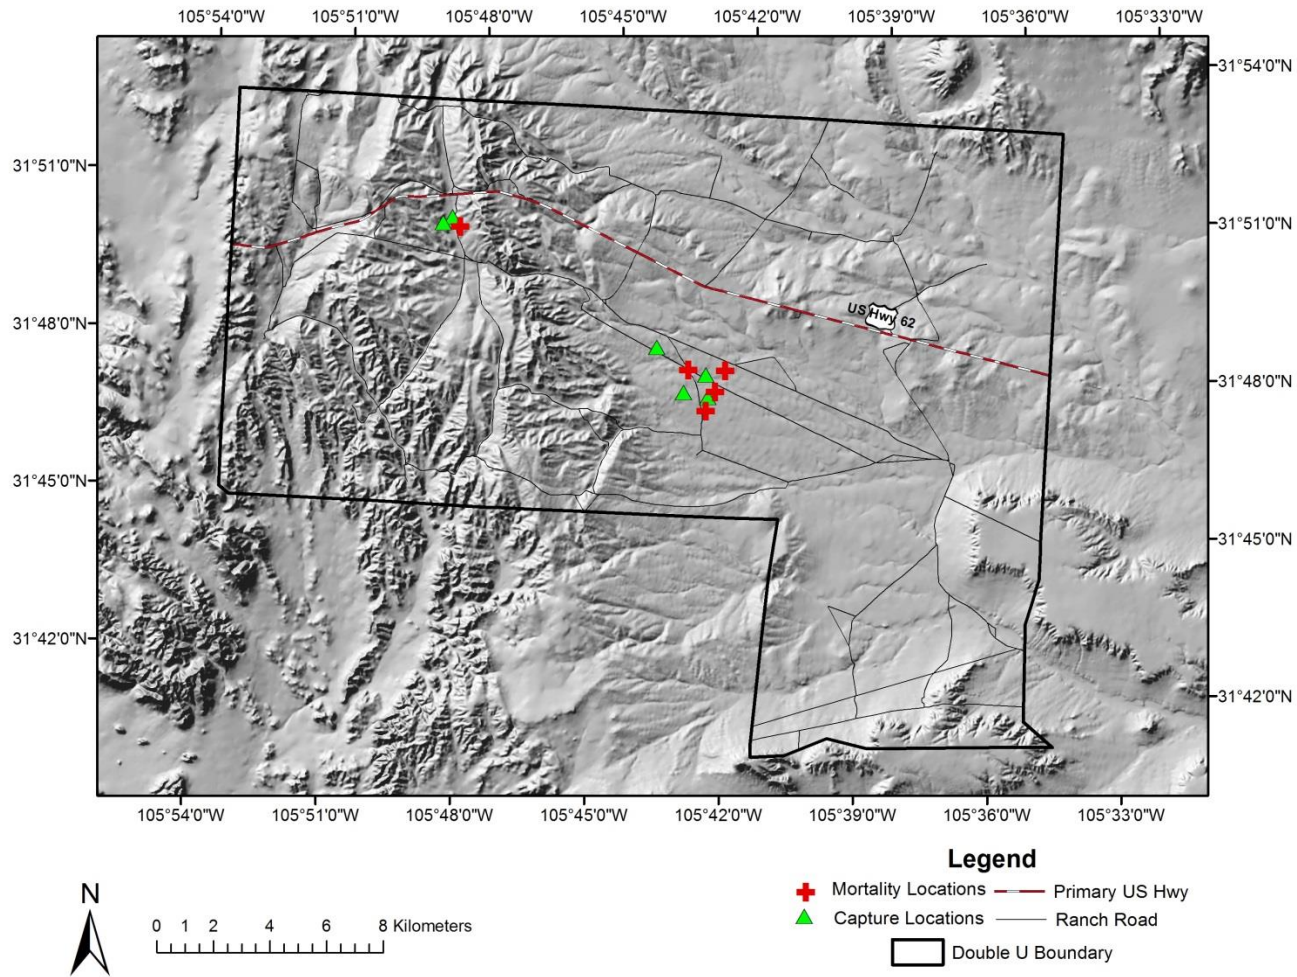 105°54'0"W 105°51'0"W 105°48'0"W 105°45'0"W 105°42'0"W 105°39'0"W 105°36'0"W 105°33'0"W
31°54'0"N
31°51'0"N
31°51'0"N
US Hwy 62
31°48'0"N
31°48'0"N
31°45'0"N
31°45'0"N
31°42'0"N
31°42'0"N
105°54'0"W 105°51'0"W 105°48'0"W 105°45'0"W 105°42'0"W 105°39'0"W 105°36'0"W 105°33'0"W
Legend
N
Mortality Locations Primary US Hwy
0 1 2 4 6 8 Kilometers
Capture Locations Ranch Road
Double U Boundary